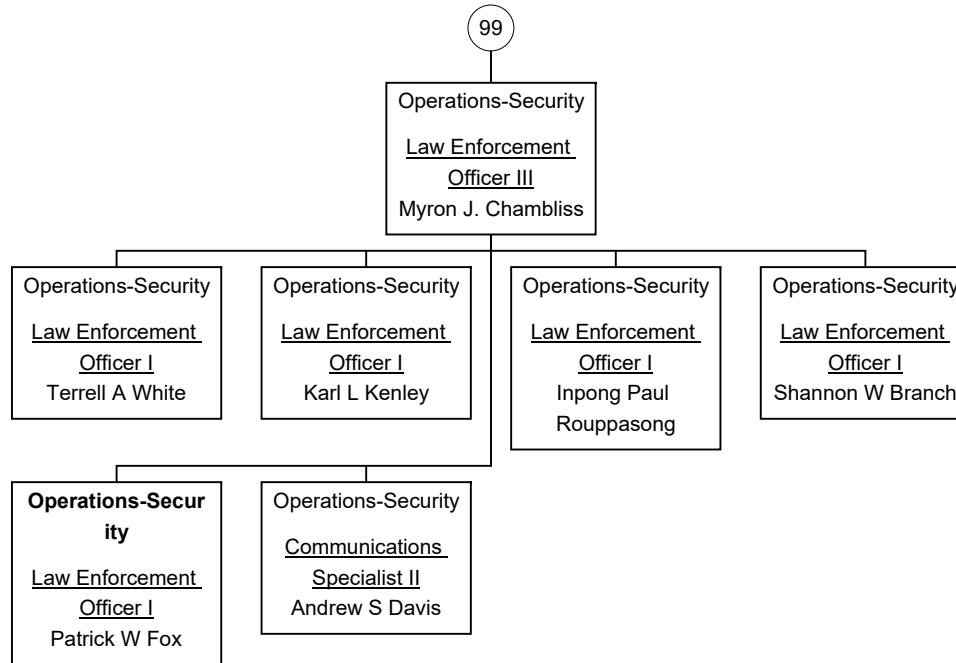 99
Operations-Security
Law Enforcement
Officer III
Myron J. Chambliss
Operations-Security
Law Enforcement
Officer I
Terrell A White
Operations-Security
Law Enforcement
Officer I
Karl L Kenley
Operations-Security
Law Enforcement
Officer I
Inpong Paul
Rouppasong
Operations-Security
Law Enforcement
Officer I
Shannon W Branch
Operations-Secur
ity
Law Enforcement
Officer I
Patrick W Fox
Operations-Security
Communications
Specialist II
Andrew S Davis